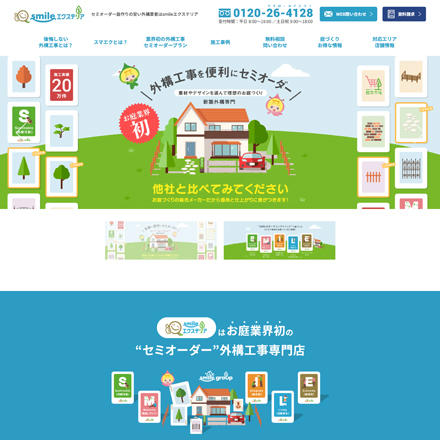 smile エクステリア
セミオーダー庭作りの安い外構業者はsmileエクステリア
0120-26-4128
受付時間：平日 9:00〜19:00／土日祝 9:00〜18:00
WEB問い合わせ
資料請求
後悔しない
外構工事とは？
スマエクとは？
業界初の外構工事
セミオーダープラン
施工事例
無料相談
問い合わせ
庭づくり
お得な情報
対応エリア
店舗情報
外構工事を便利にセミオーダー
素材やデザインを選んで理想のお庭づくり
新築外構専門
お庭業界
初
施工実績
20
万件
S
他社と比べてみてください
お庭づくりの総合メーカーだから価格と仕上がりに差がつきます！
smile エクステリア はお庭業界初の
“セミオーダー”外構工事専門店
smile group
S
M
I
L
E